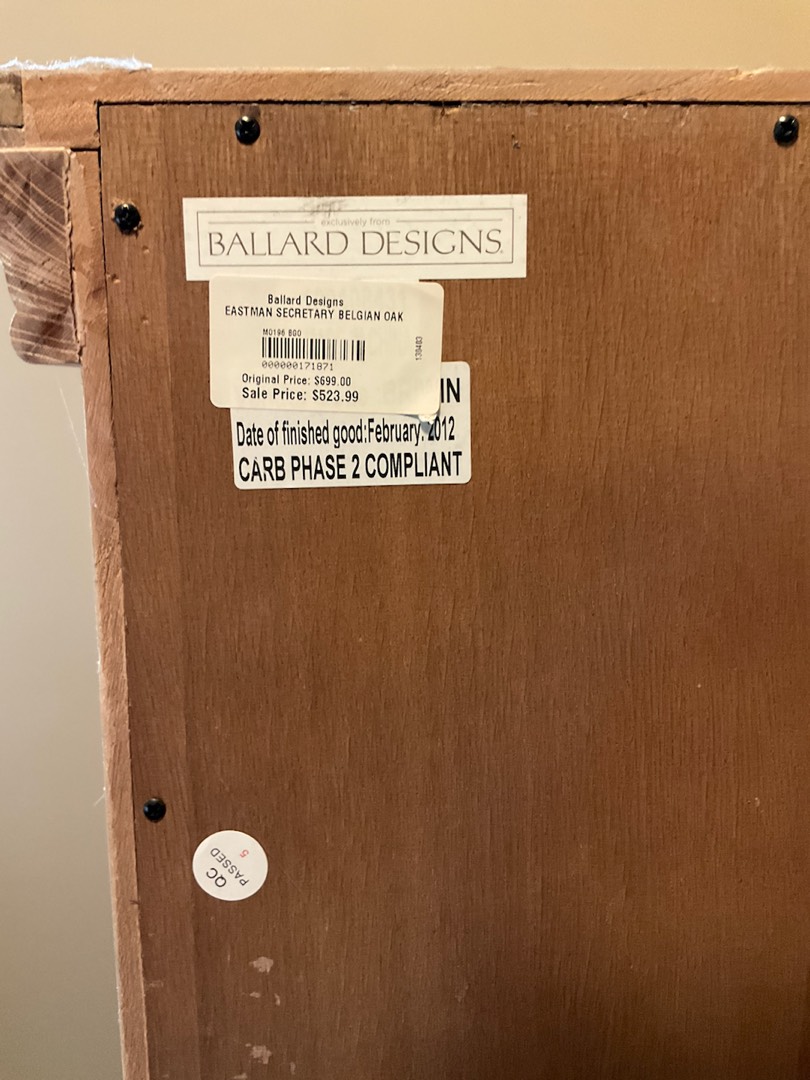 exclusively from
BALLARD DESIGNS
Ballard Designs
EASTMAN SECRETARY BELGIAN OAK
M0196 BGO
000000171871
138483
Original Price: $699.00
Sale Price: $523.99
IN
Date of finished good:February. 2012
CARB PHASE 2 COMPLIANT
QC
PASSED
5